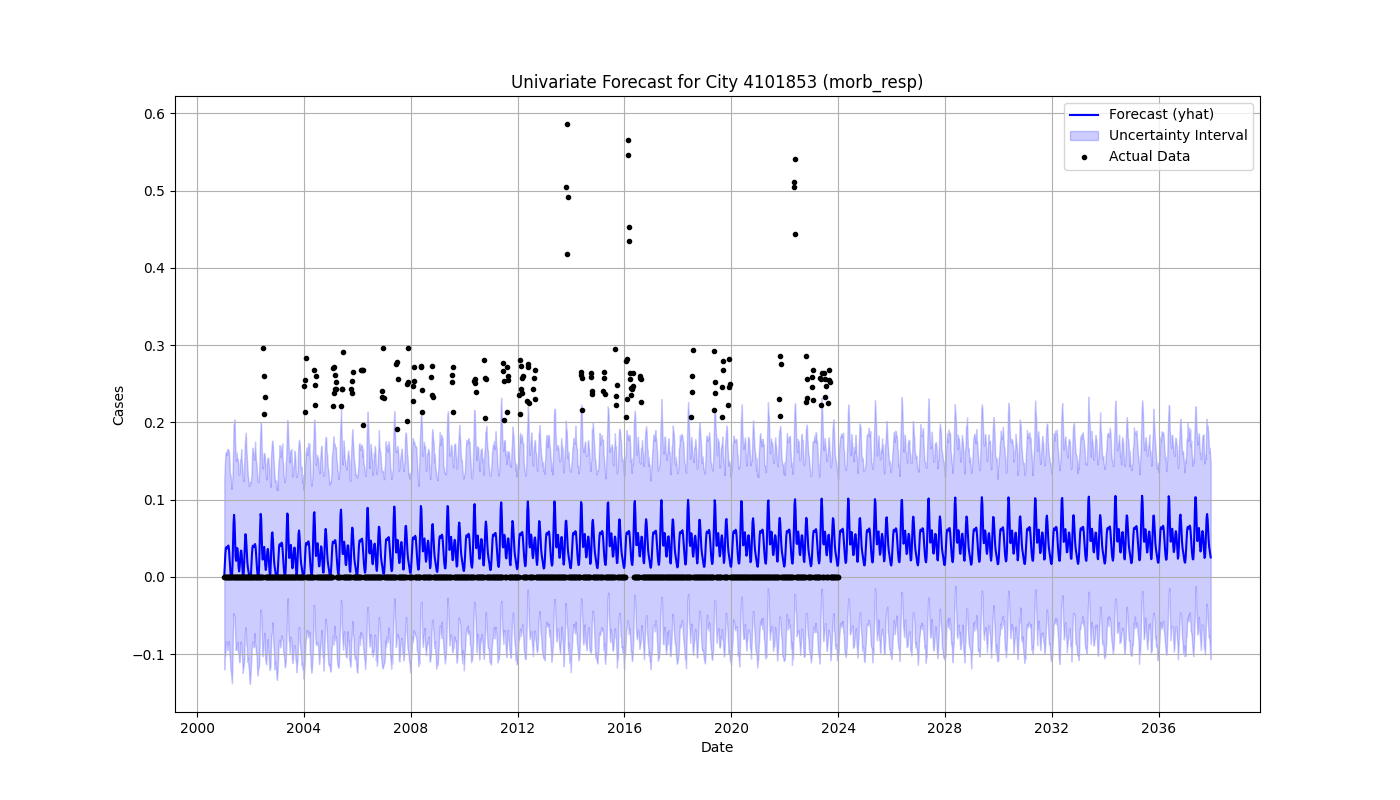 Univariate Forecast for City 4101853 (morb_resp)
Forecast (yhat)
Uncertainty Interval
Actual Data
Cases
0.6
0.5
0.4
0.3
0.2
0.1
0.0
−0.1
2000 2004 2008 2012 2016 2020 2024 2028 2032 2036
Date